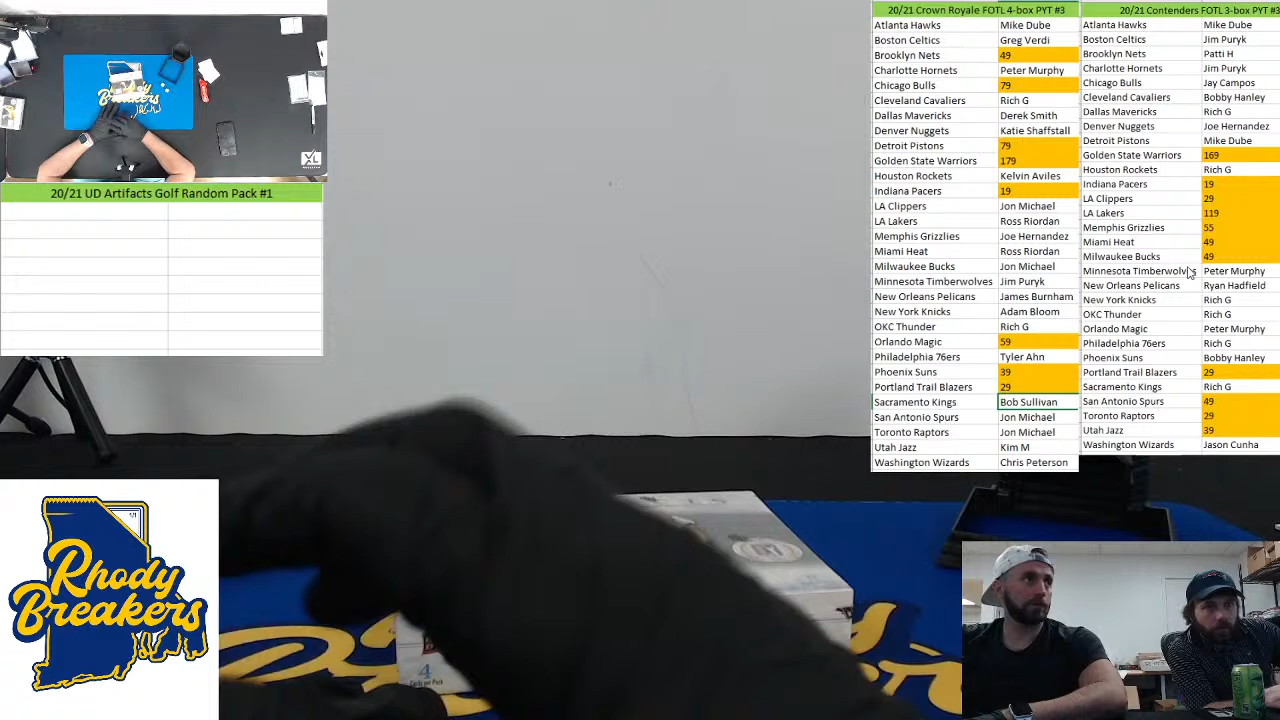 20/21 Crown Royale FOTL 4-box PYT #3
Atlanta Hawks Mike Dube
Boston Celtics Greg Verdi
Brooklyn Nets 49
Charlotte Hornets Peter Murphy
Chicago Bulls 79
Cleveland Cavaliers Rich G
Dallas Mavericks Derek Smith
Denver Nuggets Katie Shaffstall
Detroit Pistons 79
Golden State Warriors 179
Houston Rockets Kelvin Aviles
Indiana Pacers 19
LA Clippers Jon Michael
LA Lakers Ross Riordan
Memphis Grizzlies Joe Hernandez
Miami Heat Ross Riordan
Milwaukee Bucks Jon Michael
Minnesota Timberwolves Jim Puryk
New Orleans Pelicans James Burnham
New York Knicks Adam Bloom
OKC Thunder Rich G
Orlando Magic 59
Philadelphia 76ers Tyler Ahn
Phoenix Suns 39
Portland Trail Blazers 29
Sacramento Kings Bob Sullivan
San Antonio Spurs Jon Michael
Toronto Raptors Jon Michael
Utah Jazz Kim M
Washington Wizards Chris Peterson
20/21 Contenders FOTL 3-box PYT #3
Atlanta Hawks Mike Dube
Boston Celtics Jim Puryk
Brooklyn Nets Patti H
Charlotte Hornets Jim Puryk
Chicago Bulls Jay Campos
Cleveland Cavaliers Bobby Hanley
Dallas Mavericks Rich G
Denver Nuggets Joe Hernandez
Detroit Pistons Mike Dube
Golden State Warriors 169
Houston Rockets Rich G
Indiana Pacers 19
LA Clippers 29
LA Lakers 119
Memphis Grizzlies 55
Miami Heat 49
Milwaukee Bucks 49
Minnesota Timberwolves Peter Murphy
New Orleans Pelicans Ryan Hadfield
New York Knicks Rich G
OKC Thunder Rich G
Orlando Magic Peter Murphy
Philadelphia 76ers Rich G
Phoenix Suns Bobby Hanley
Portland Trail Blazers 29
Sacramento Kings Rich G
San Antonio Spurs 49
Toronto Raptors 29
Utah Jazz 39
Washington Wizards Jason Cunha
Rhody
Breakers
XL
20/21 UD Artifacts Golf Random Pack #1
Rhody
Breakers
4
Cards per Pack